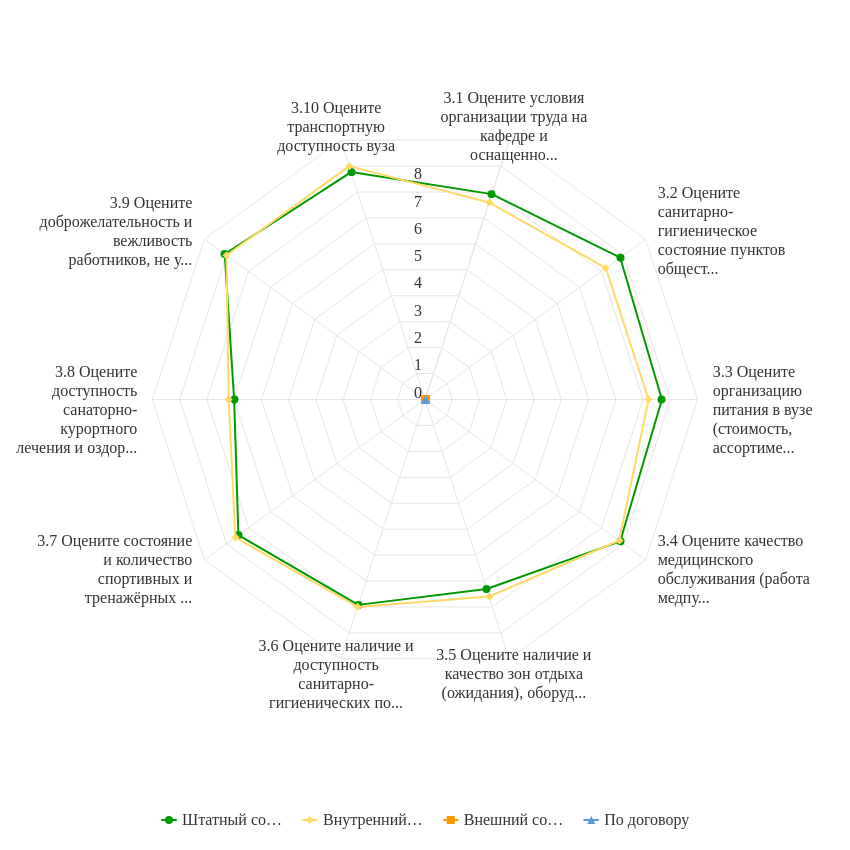 3.10 Оцените
транспортную
доступность вуза
3.1 Оцените условия
организации труда на
кафедре и
оснащенно...
3.2 Оцените
санитарно-
гигиеническое
состояние пунктов
общест...
3.3 Оцените
организацию
питания в вузе
(стоимость,
ассортиме...
3.4 Оцените качество
медицинского
обслуживания (работа
медпу...
3.5 Оцените наличие и
качество зон отдыха
(ожидания), оборуд...
3.6 Оцените наличие и
доступность
санитарно-
гигиенических по...
3.7 Оцените состояние
и количество
спортивных и
тренажёрных ...
3.8 Оцените
доступность
санаторно-
курортного
лечения и оздор...
3.9 Оцените
доброжелательность и
вежливость
работников, не у...
8
7
6
5
4
3
2
1
0
Штатный со… Внутренний… Внешний со… По договору